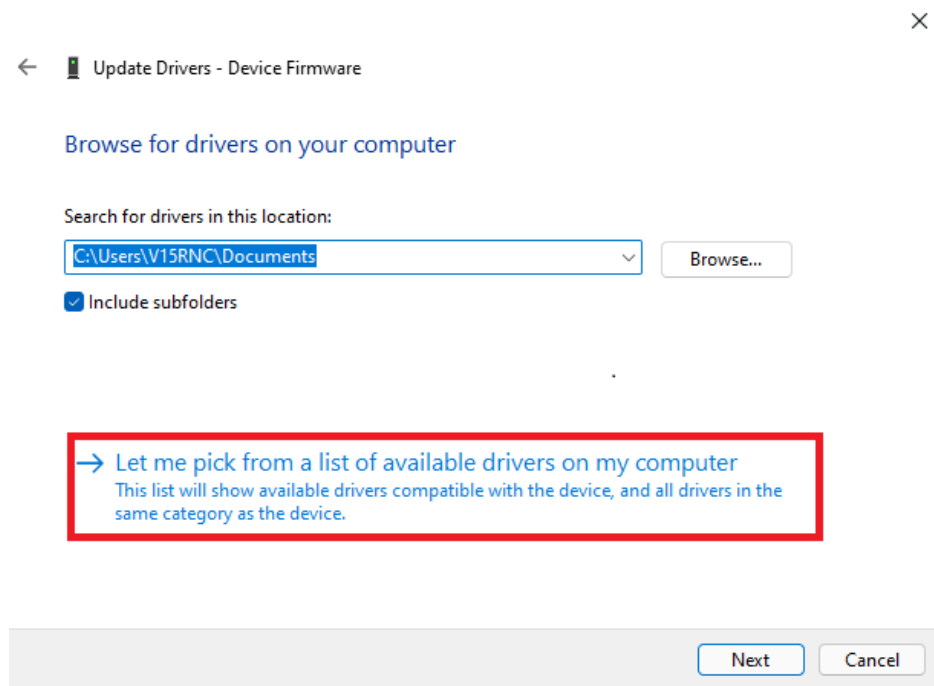 Update Drivers - Device Firmware
Browse for drivers on your computer
Search for drivers in this location:
C:\Users\V15RNC\Documents
Browse...
Include subfolders
Let me pick from a list of available drivers on my computer
This list will show available drivers compatible with the device, and all drivers in the
same category as the device.
Next
Cancel